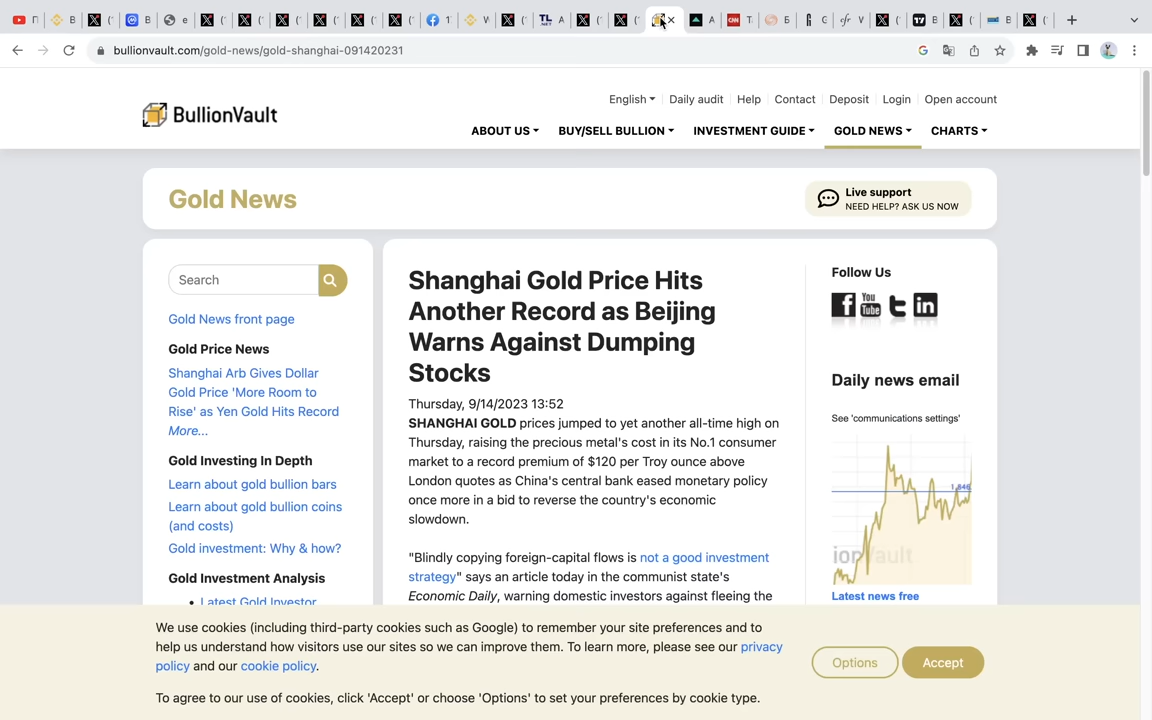 bullionvault.com/gold-news/gold-shanghai-091420231
English
Daily audit
Help
Contact
Deposit
Login
Open account
BullionVault
ABOUT US
BUY/SELL BULLION
INVESTMENT GUIDE
GOLD NEWS
CHARTS
Gold News
Live support
NEED HELP? ASK US NOW
Search
Gold News front page
Gold Price News
Shanghai Arb Gives Dollar
Gold Price 'More Room to
Rise' as Yen Gold Hits Record
More...
Gold Investing In Depth
Learn about gold bullion bars
Learn about gold bullion coins
(and costs)
Gold investment: Why & how?
Gold Investment Analysis
Latest Gold Investor
Shanghai Gold Price Hits
Another Record as Beijing
Warns Against Dumping
Stocks
Thursday, 9/14/2023 13:52
SHANGHAI GOLD prices jumped to yet another all-time high on
Thursday, raising the precious metal's cost in its No.1 consumer
market to a record premium of $120 per Troy ounce above
London quotes as China's central bank eased monetary policy
once more in a bid to reverse the country's economic
slowdown.
"Blindly copying foreign-capital flows is not a good investment
strategy" says an article today in the communist state's
Economic Daily, warning domestic investors against fleeing the
Follow Us
You
Tube
Daily news email
See 'communications settings'
ionVault
Latest news free
We use cookies (including third-party cookies such as Google) to remember your site preferences and to
help us understand how visitors use our sites so we can improve them. To learn more, please see our privacy
policy and our cookie policy.
To agree to our use of cookies, click 'Accept' or choose 'Options' to set your preferences by cookie type.
Options
Accept